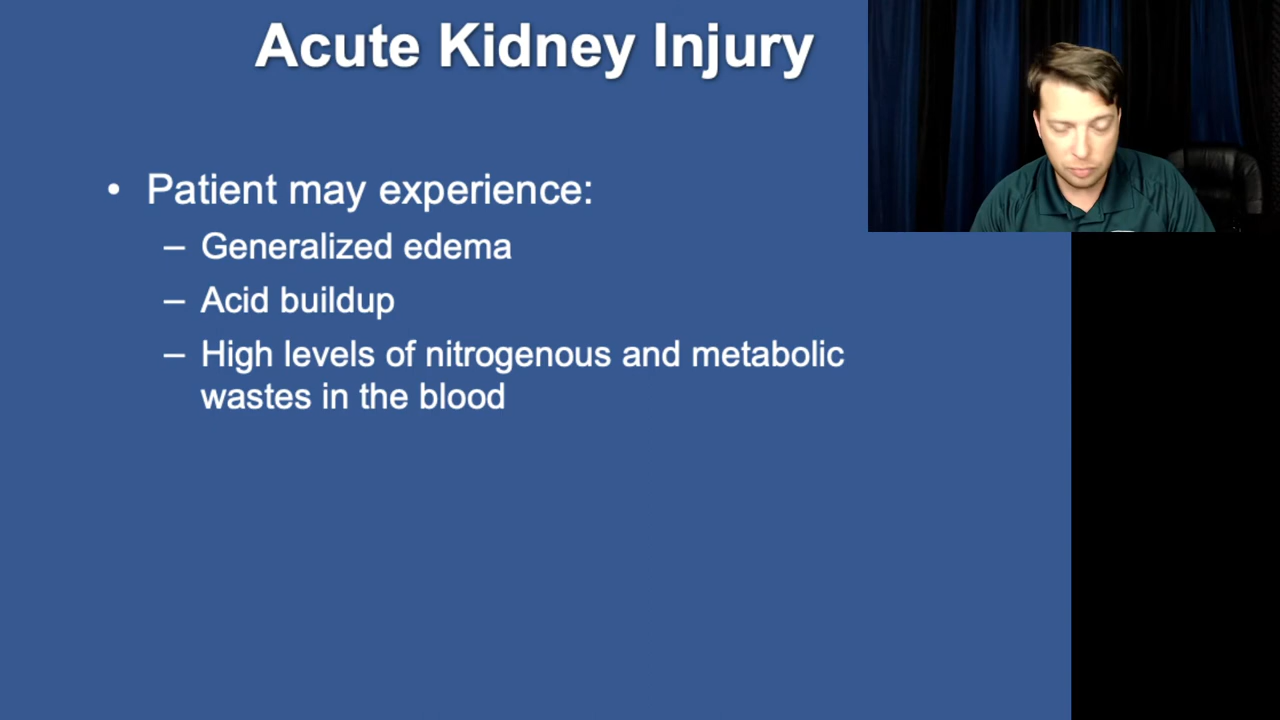 Acute Kidney Injury
• Patient may experience:
– Generalized edema
– Acid buildup
– High levels of nitrogenous and metabolic
wastes in the blood